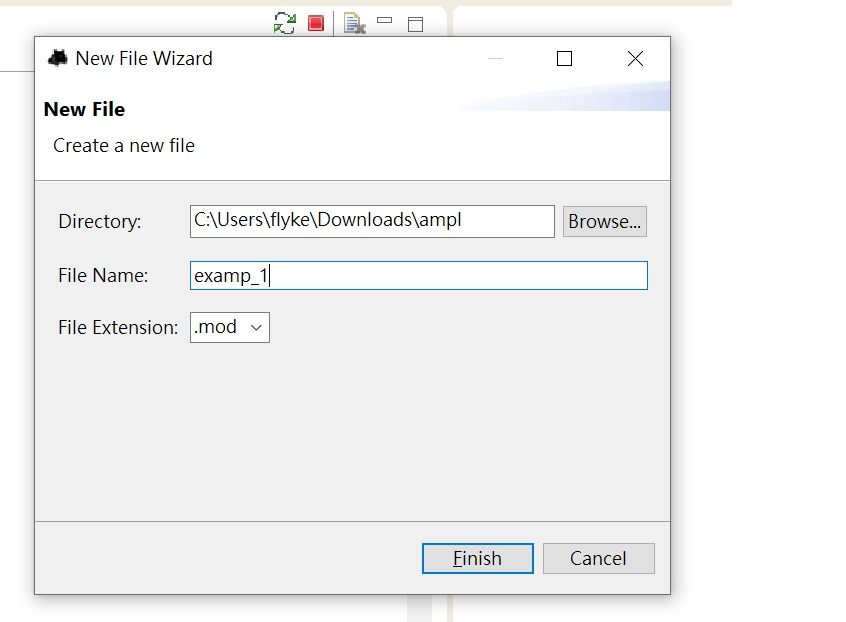 New File Wizard
New File
Create a new file
Directory: C:\Users\flyke\Downloads\ampl Browse...
File Name: examp_1
File Extension: .mod
Finish Cancel